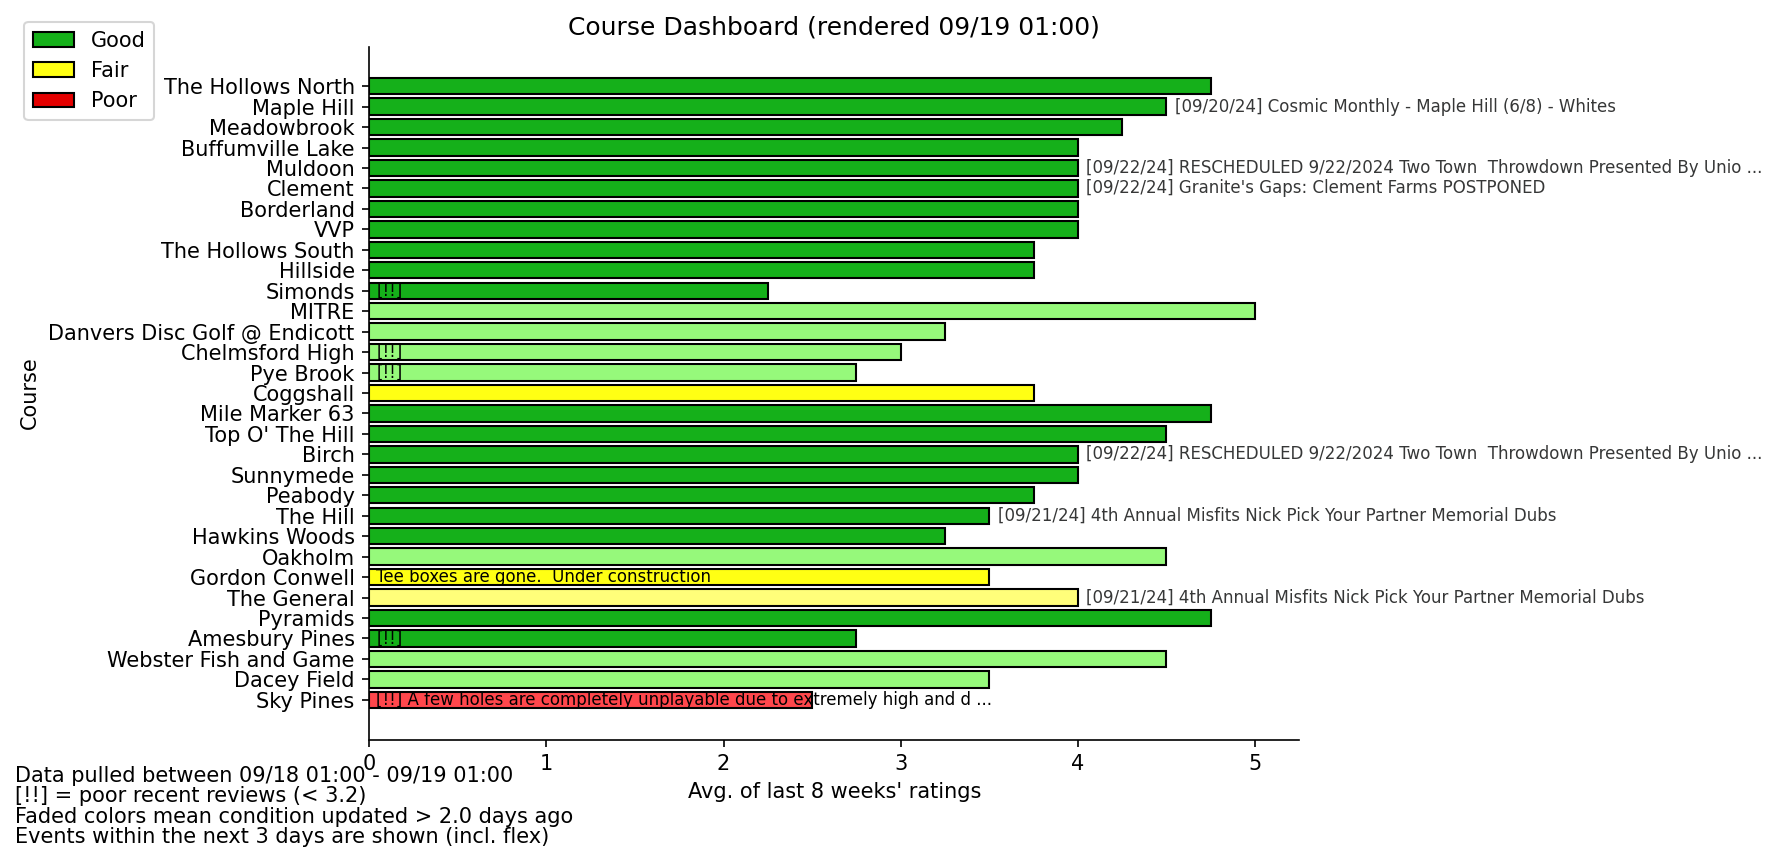 Course Dashboard (rendered 09/19 01:00)
Good
Fair
Poor
The Hollows North
Maple Hill [09/20/24] Cosmic Monthly - Maple Hill (6/8) - Whites
Meadowbrook
Buffumville Lake
Muldoon [09/22/24] RESCHEDULED 9/22/2024 Two Town  Throwdown Presented By Unio ...
Clement [09/22/24] Granite's Gaps: Clement Farms POSTPONED
Borderland
VVP
The Hollows South
Hillside
Simonds [!!]
MITRE
Danvers Disc Golf @ Endicott
Chelmsford High [!!]
Pye Brook [!!]
Coggshall
Mile Marker 63
Top O' The Hill
Birch [09/22/24] RESCHEDULED 9/22/2024 Two Town  Throwdown Presented By Unio ...
Sunnymede
Peabody
The Hill [09/21/24] 4th Annual Misfits Nick Pick Your Partner Memorial Dubs
Hawkins Woods
Oakholm
Gordon Conwell Tee boxes are gone.  Under construction
The General [09/21/24] 4th Annual Misfits Nick Pick Your Partner Memorial Dubs
Pyramids
Amesbury Pines [!!]
Webster Fish and Game
Dacey Field
Sky Pines [!!] A few holes are completely unplayable due to extremely high and d ...
Course
0 1 2 3 4 5
Avg. of last 8 weeks' ratings
Data pulled between 09/18 01:00 - 09/19 01:00
[!!] = poor recent reviews (< 3.2)
Faded colors mean condition updated > 2.0 days ago
Events within the next 3 days are shown (incl. flex)